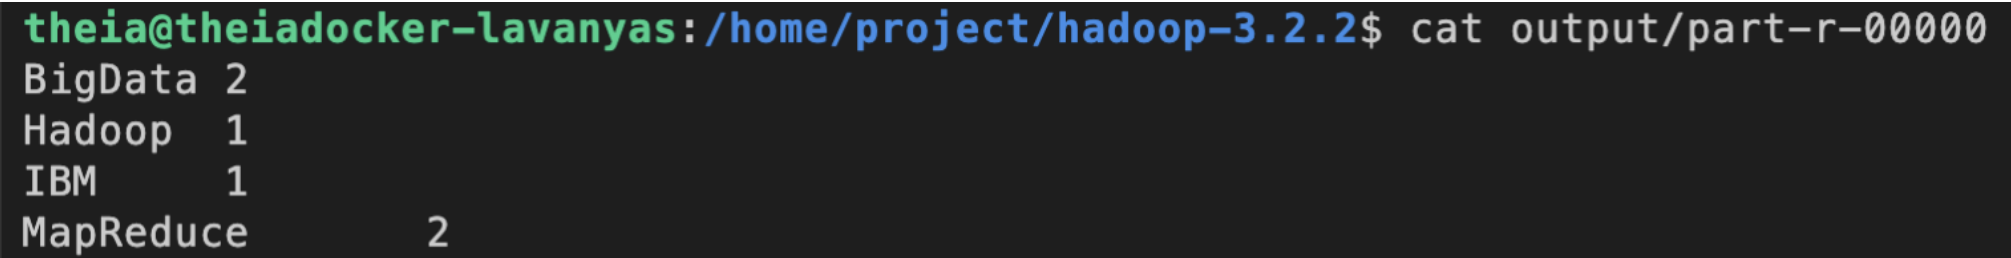 theia@theiadocker-lavanyas:/home/project/hadoop-3.2.2$ cat output/part-r-00000
BigData 2
Hadoop  1
IBM     1
MapReduce       2